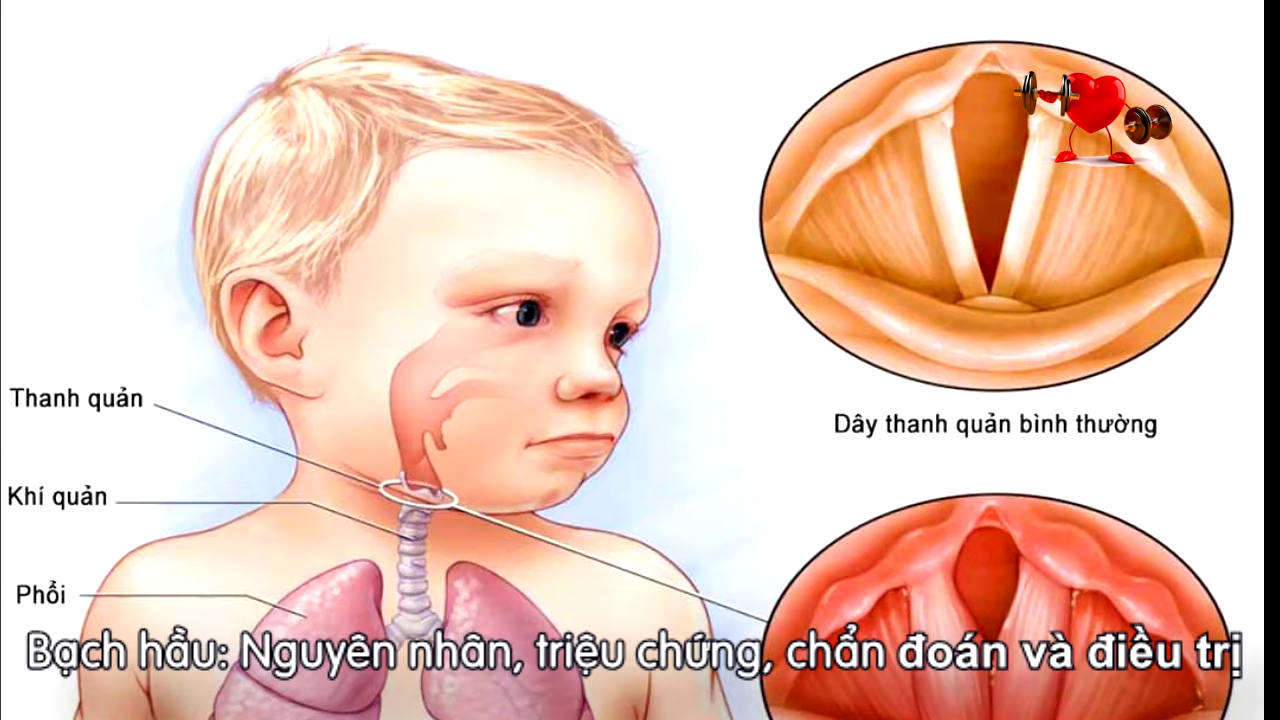 Thanh quản
Khí quản
Phổi
Dây thanh quản bình thường
Bạch hầu: Nguyên nhân, triệu chứng, chẩn đoán và điều trị